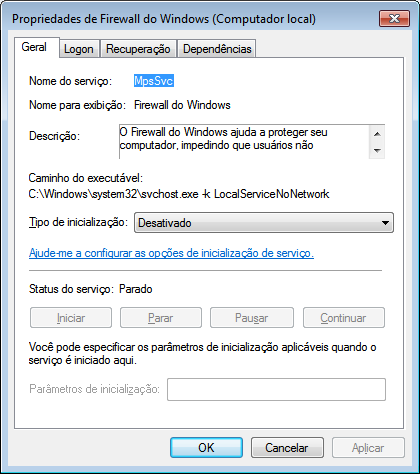 Propriedades de Firewall do Windows (Computador local)
Geral Logon Recuperação Dependências
Nome do serviço: MpsSvc
Nome para exibição: Firewall do Windows
Descrição: O Firewall do Windows ajuda a proteger seu
computador, impedindo que usuários não
Caminho do executável:
C:\Windows\system32\svchost.exe -k LocalServiceNoNetwork
Tipo de inicialização: Desativado
Ajude-me a configurar as opções de inicialização de serviço.
Status do serviço: Parado
Iniciar Parar Pausar Continuar
Você pode especificar os parâmetros de inicialização aplicáveis quando o
serviço é iniciado aqui.
Parâmetros de inicialização:
OK Cancelar Aplicar